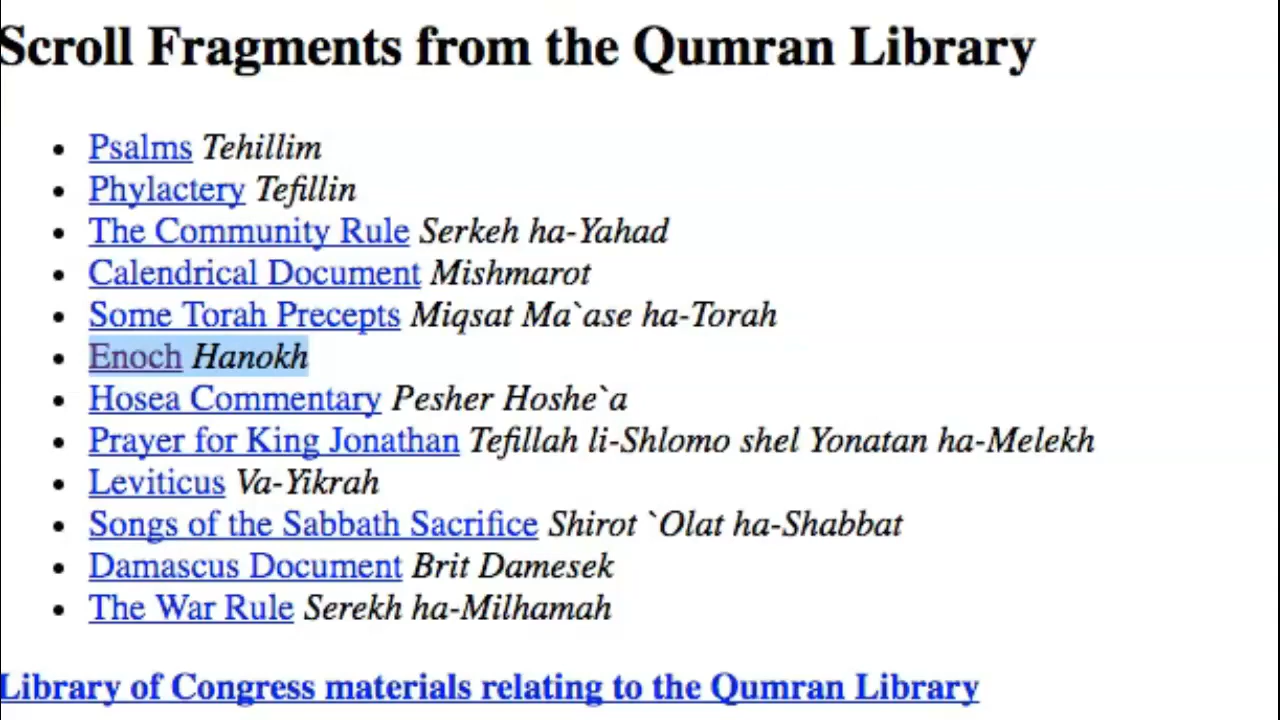 Scroll Fragments from the Qumran Library
Psalms Tehillim
Phylactery Tefillin
The Community Rule Serkeh ha-Yahad
Calendrical Document Mishmarot
Some Torah Precepts Miqsat Ma`ase ha-Torah
Enoch Hanokh
Hosea Commentary Pesher Hoshe`a
Prayer for King Jonathan Tefillah li-Shlomo shel Yonatan ha-Melekh
Leviticus Va-Yikrah
Songs of the Sabbath Sacrifice Shirot `Olat ha-Shabbat
Damascus Document Brit Damesek
The War Rule Serekh ha-Milhamah
Library of Congress materials relating to the Qumran Library